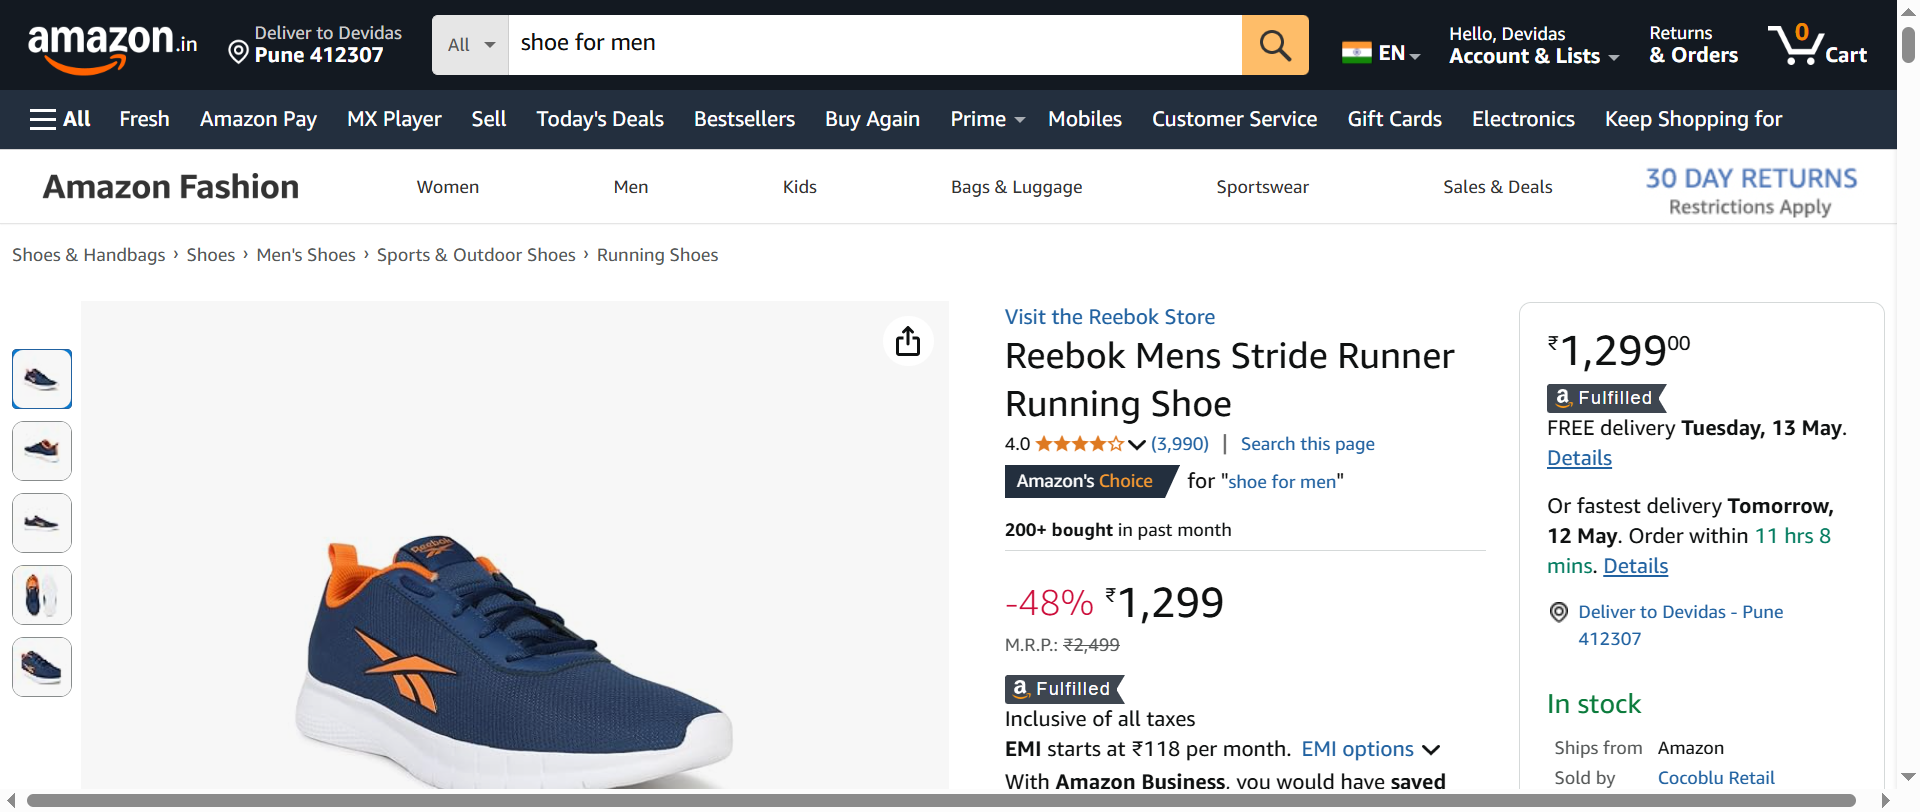 amazon.in
Deliver to Devidas
Pune 412307
All
shoe for men
EN
Hello, Devidas
Account & Lists
Returns
& Orders
0
Cart
All
Fresh
Amazon Pay
MX Player
Sell
Today's Deals
Bestsellers
Buy Again
Prime
Mobiles
Customer Service
Gift Cards
Electronics
Keep Shopping for
Amazon Fashion
Women
Men
Kids
Bags & Luggage
Sportswear
Sales & Deals
30 DAY RETURNS
Restrictions Apply
Shoes & Handbags › Shoes › Men's Shoes › Sports & Outdoor Shoes › Running Shoes
Reebok
Visit the Reebok Store
Reebok Mens Stride Runner
Running Shoe
4.0 (3,990) | Search this page
Amazon's Choice for "shoe for men"
200+ bought in past month
-48% ₹1,299
M.R.P.: ₹2,499
a Fulfilled
Inclusive of all taxes
EMI starts at ₹118 per month. EMI options
With Amazon Business, you would have saved
₹1,29900
a Fulfilled
FREE delivery Tuesday, 13 May.
Details
Or fastest delivery Tomorrow,
12 May. Order within 11 hrs 8
mins. Details
Deliver to Devidas - Pune
412307
In stock
Ships from Amazon
Sold by Cocoblu Retail